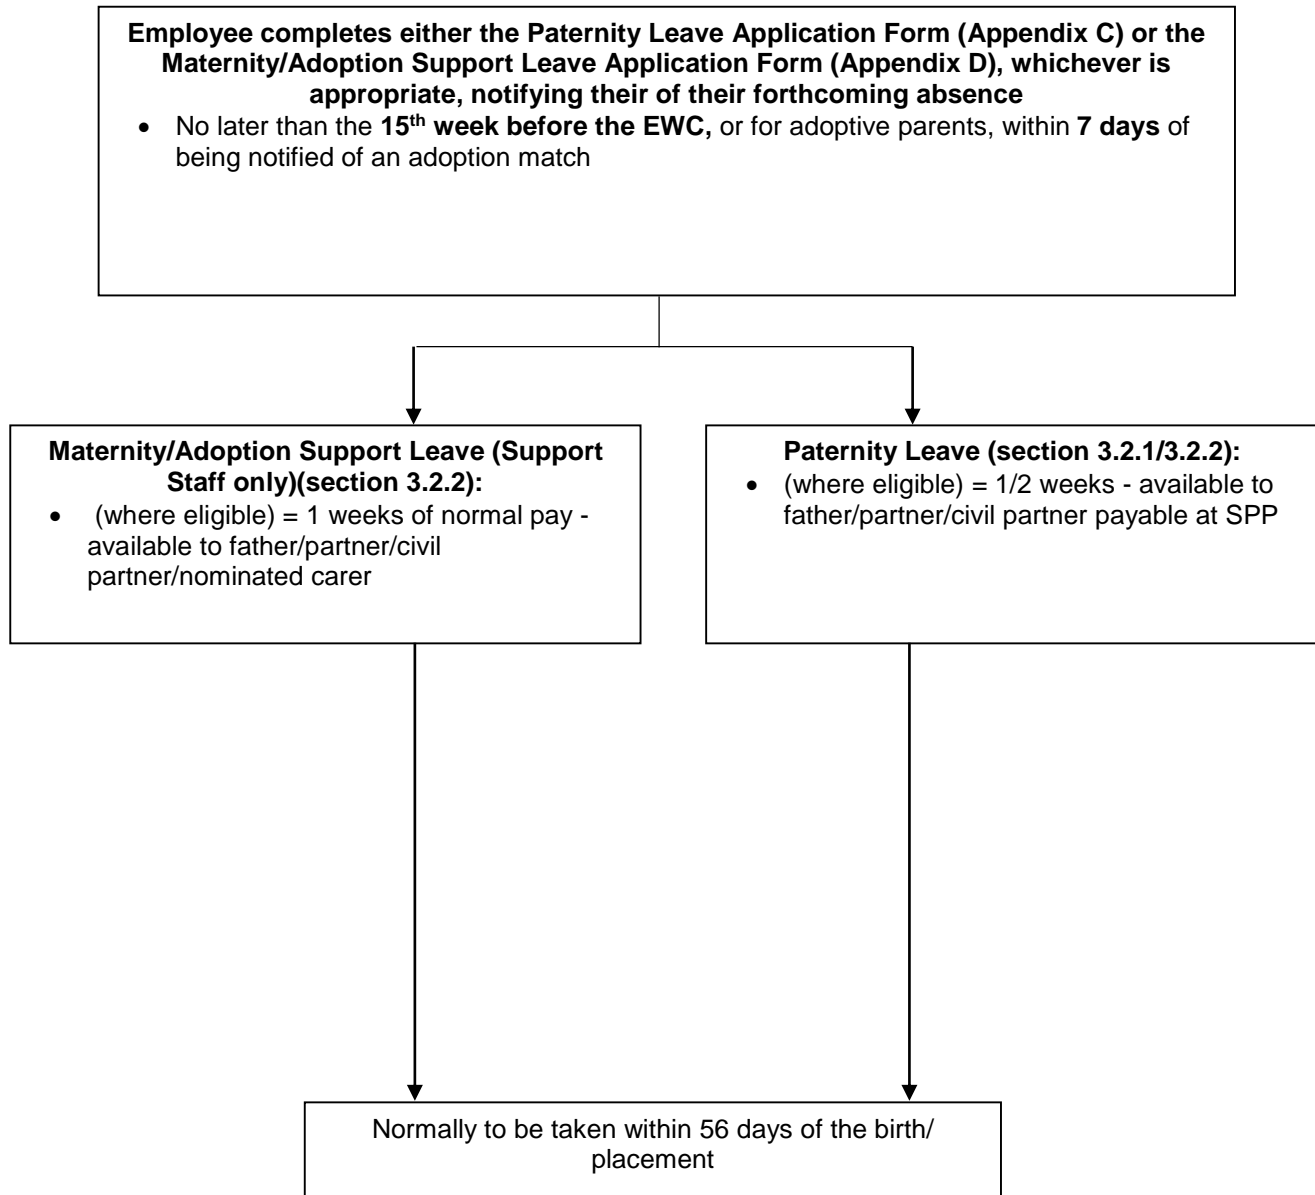 Employee completes either the Paternity Leave Application Form (Appendix C) or the
Maternity/Adoption Support Leave Application Form (Appendix D), whichever is
appropriate, notifying their of their forthcoming absence
• No later than the 15th week before the EWC, or for adoptive parents, within 7 days of
being notified of an adoption match
Maternity/Adoption Support Leave (Support
Staff only)(section 3.2.2):
• (where eligible) = 1 weeks of normal pay -
available to father/partner/civil
partner/nominated carer
Paternity Leave (section 3.2.1/3.2.2):
• (where eligible) = 1/2 weeks - available to
father/partner/civil partner payable at SPP
Normally to be taken within 56 days of the birth/
placement